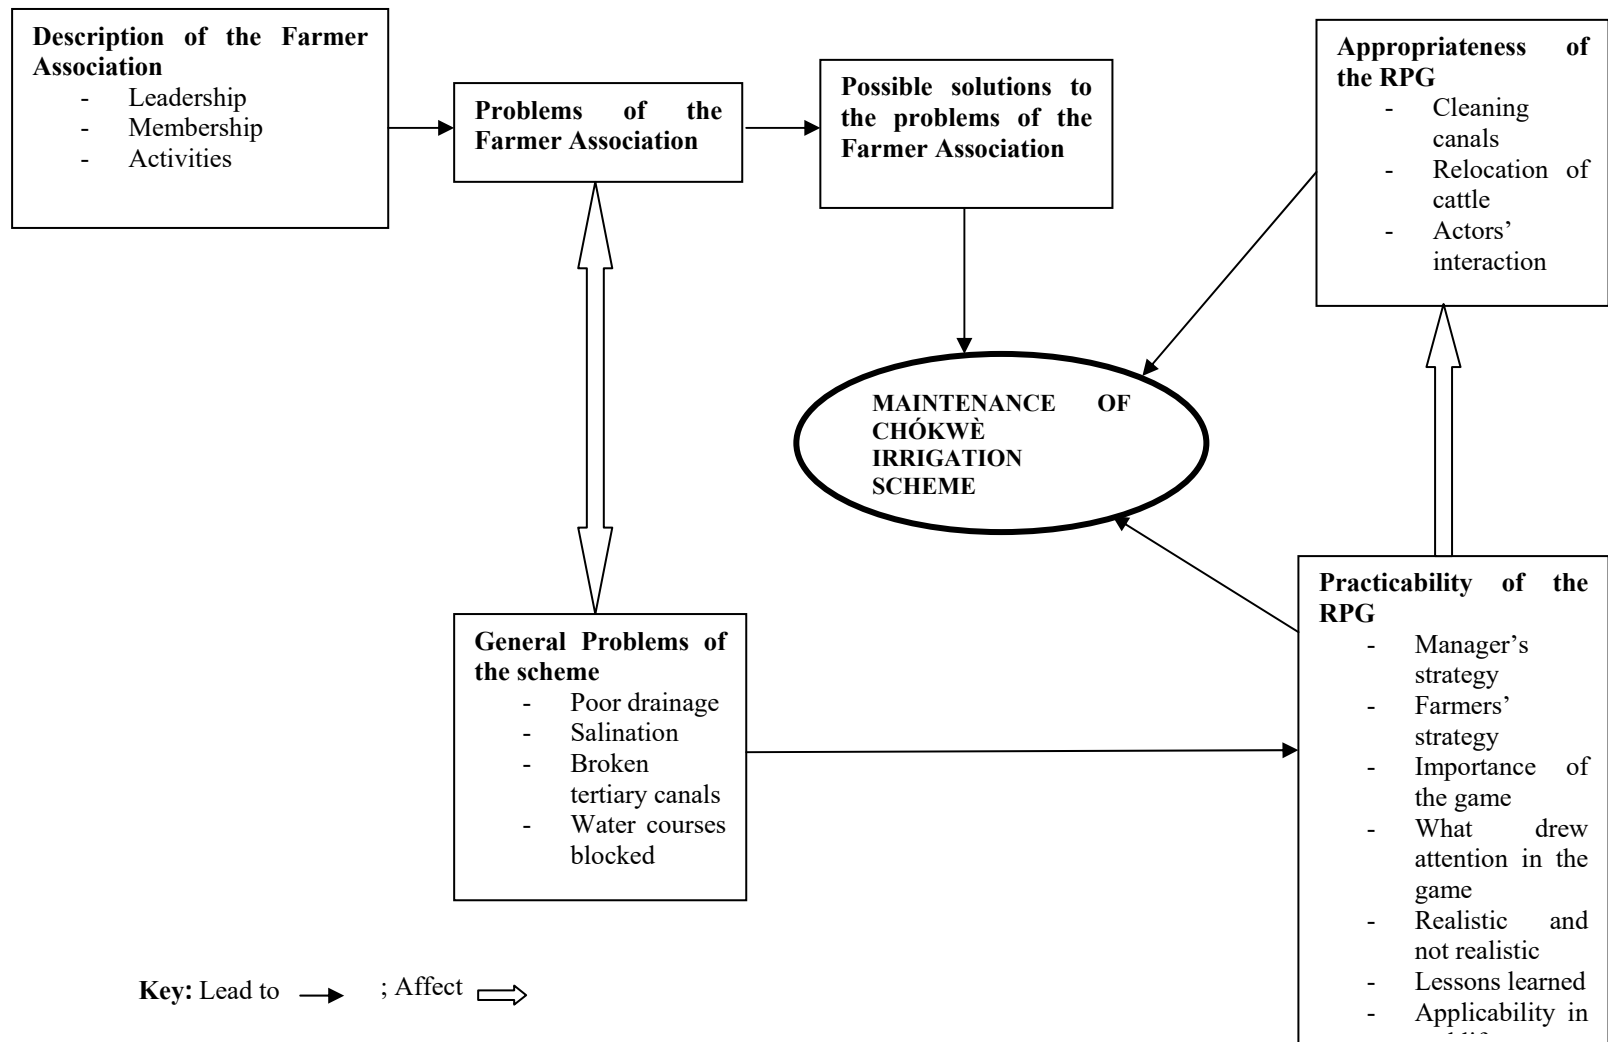 Description of the Farmer
Association
- Leadership
- Membership
- Activities
Problems of the
Farmer Association
Possible solutions to
the problems of the
Farmer Association
Appropriateness of
the RPG
- Cleaning
canals
- Relocation of
cattle
- Actors’
interaction
MAINTENANCE OF
CHÓKWÈ
IRRIGATION
SCHEME
General Problems of
the scheme
- Poor drainage
- Salination
- Broken
tertiary canals
- Water courses
blocked
Practicability of the
RPG
- Manager’s
strategy
- Farmers’
strategy
- Importance of
the game
- What drew
attention in the
game
- Realistic and
not realistic
- Lessons learned
- Applicability in
Key: Lead to ; Affect